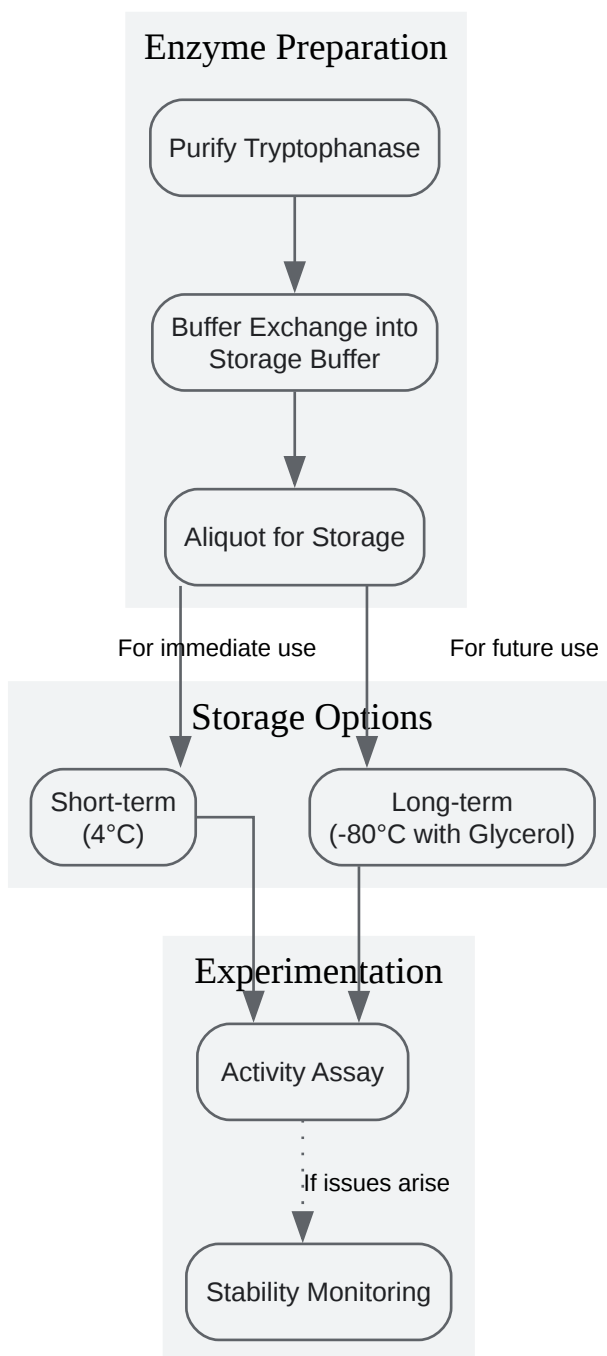 Enzyme Preparation
Purify Tryptophanase
Buffer Exchange into
Storage Buffer
Aliquot for Storage
For immediate use
For future use
Storage Options
Short-term
(4°C)
Long-term
(-80°C with Glycerol)
Experimentation
Activity Assay
If issues arise
Stability Monitoring